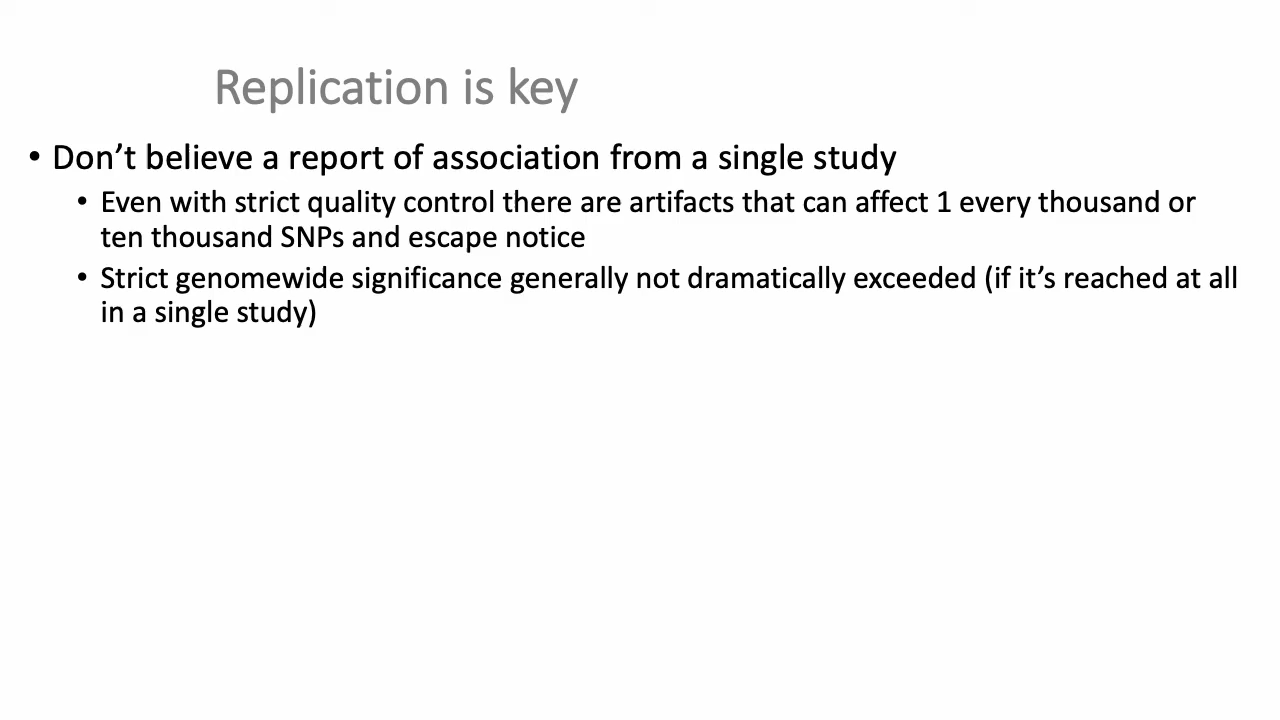 Replication is key
• Don’t believe a report of association from a single study
• Even with strict quality control there are artifacts that can affect 1 every thousand or
ten thousand SNPs and escape notice
• Strict genomewide significance generally not dramatically exceeded (if it’s reached at all
in a single study)